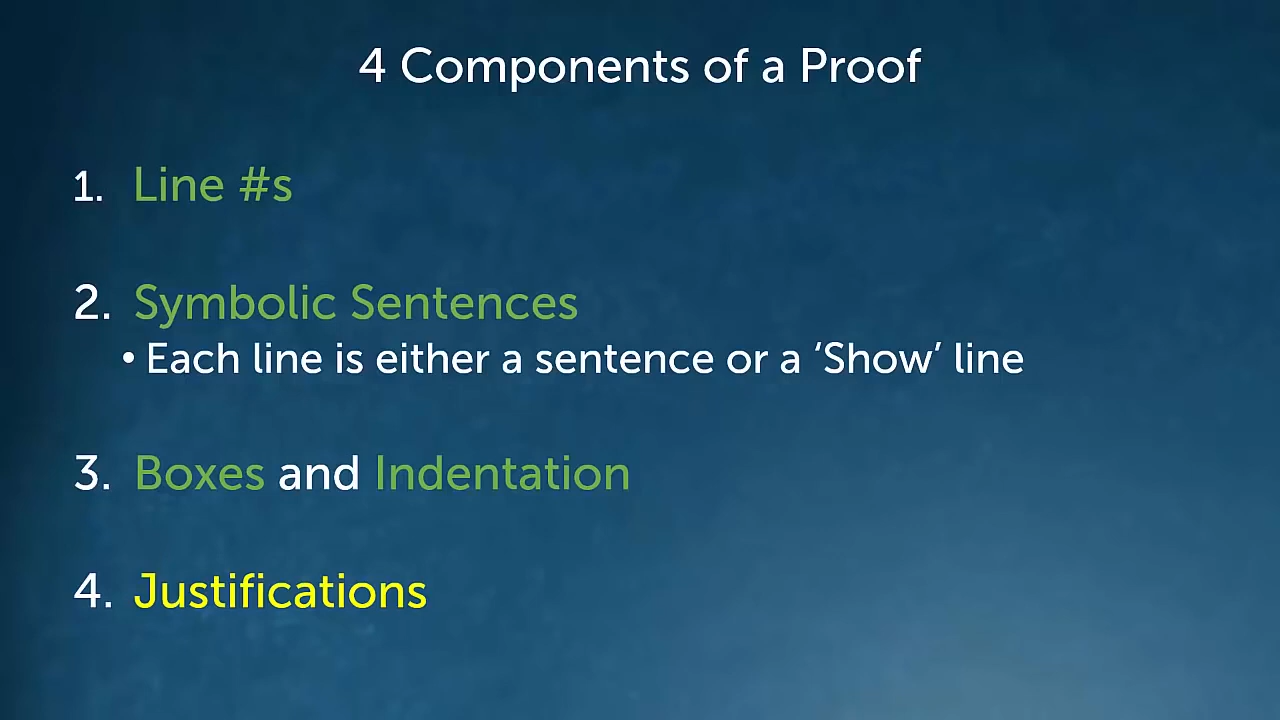 4 Components of a Proof
1. Line #s
2. Symbolic Sentences
• Each line is either a sentence or a ‘Show’ line
3. Boxes and Indentation
4. Justifications